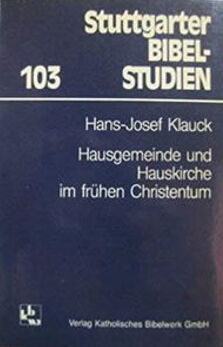 Stuttgarter
BIBEL-
103 STUDIEN
Hans-Josef Klauck
Hausgemeinde und
Hauskirche
im frühen Christentum
Verlag Katholisches Bibelwerk GmbH